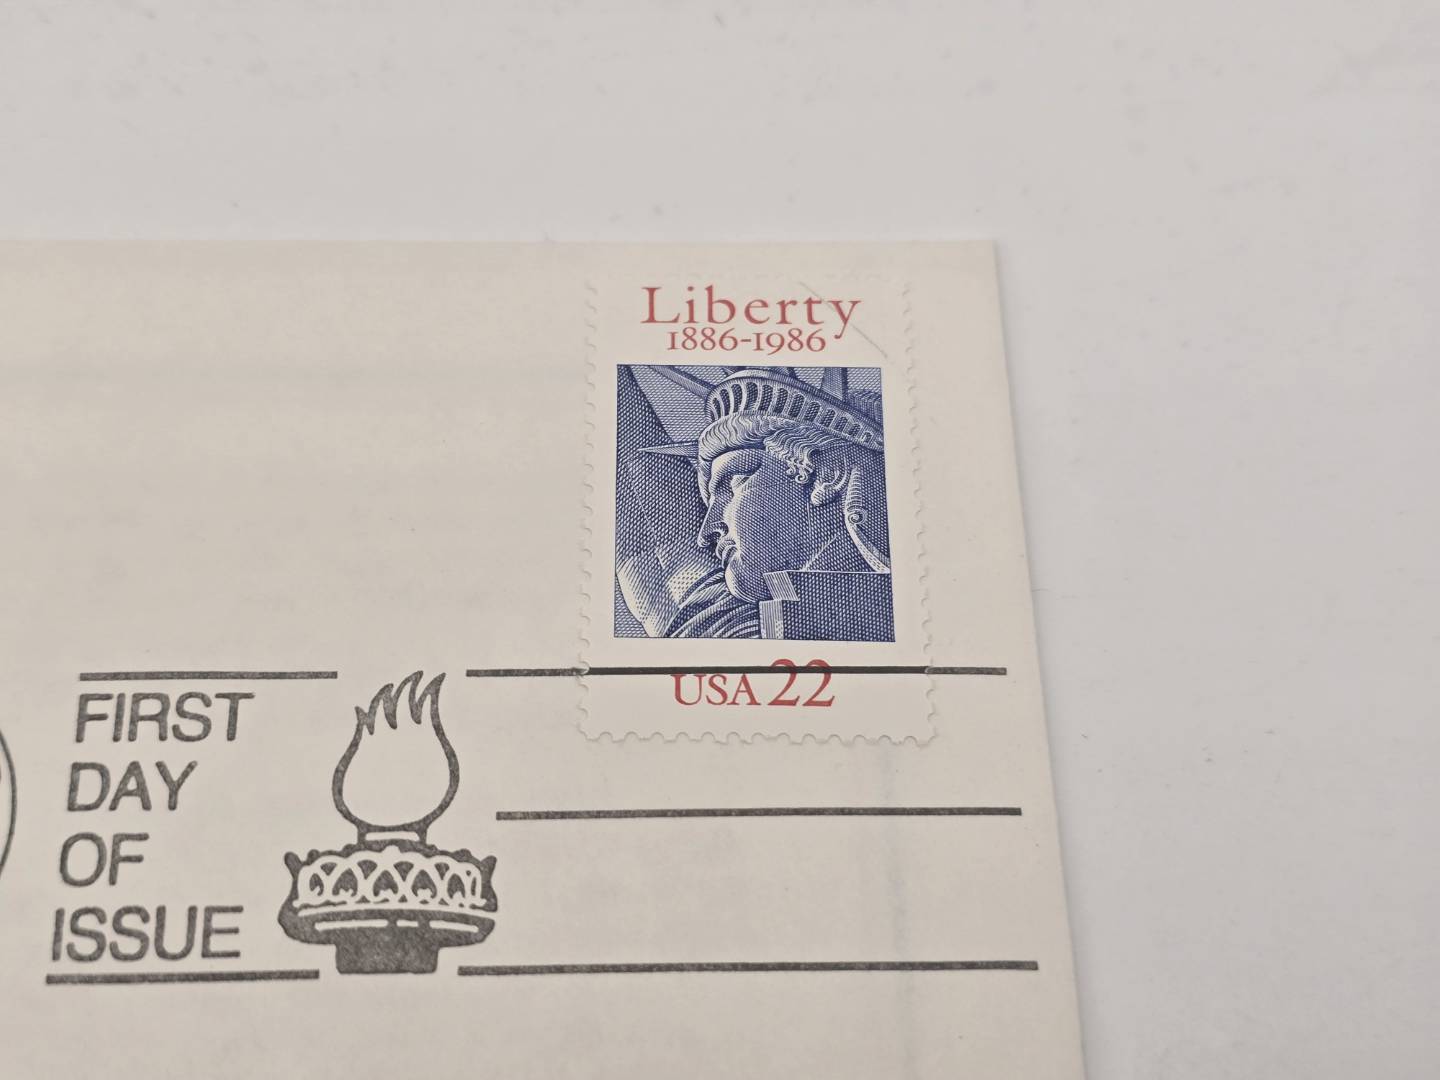 Liberty
1886-1986
USA 22
FIRST
DAY
OF
ISSUE